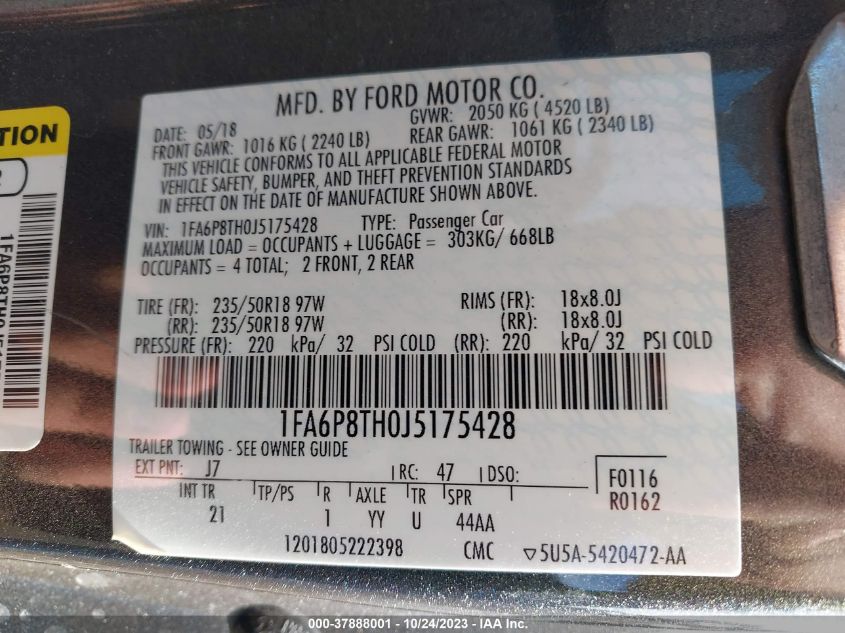 TION
1FA6P8TH0J5175
MFD. BY FORD MOTOR CO.
DATE: 05/18 GVWR: 2050 KG ( 4520 LB)
FRONT GAWR: 1016 KG ( 2240 LB) REAR GAWR: 1061 KG ( 2340 LB)
THIS VEHICLE CONFORMS TO ALL APPLICABLE FEDERAL MOTOR
VEHICLE SAFETY, BUMPER, AND THEFT PREVENTION STANDARDS
IN EFFECT ON THE DATE OF MANUFACTURE SHOWN ABOVE.
VIN: 1FA6P8TH0J5175428 TYPE: Passenger Car
MAXIMUM LOAD = OCCUPANTS + LUGGAGE = 303KG/ 668LB
OCCUPANTS = 4 TOTAL; 2 FRONT, 2 REAR
TIRE (FR): 235/50R18 97W RIMS (FR): 18x8.0J
(RR): 235/50R18 97W (RR): 18x8.0J
PRESSURE (FR): 220 kPa/ 32 PSI COLD (RR): 220 kPa/ 32 PSI COLD
1FA6P8TH0J5175428
TRAILER TOWING - SEE OWNER GUIDE
EXT PNT: J7 RC: 47 DSO: F0116
R0162
INT TR TP/PS R AXLE TR SPR
21 1 YY U 44AA
1201805222398 CMC ▽5U5A-5420472-AA
000-37888001 - 10/24/2023 - IAA Inc.